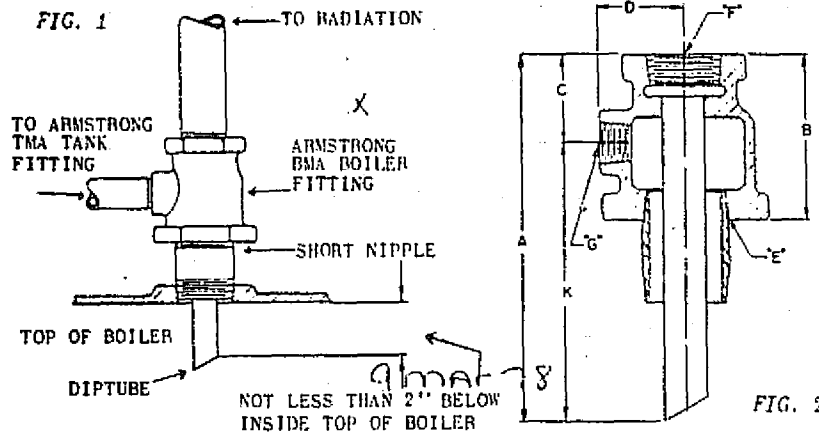 FIG. 1
TO RADIATION
TO ARMSTRONG
TMA TANK
FITTING
ARMSTRONG
BMA BOILER
FITTING
SHORT NIPPLE
TOP OF BOILER
DIPTUBE
NOT LESS THAN 2" BELOW
INSIDE TOP OF BOILER
D
"F"
C
B
A
"G"
"E"
K
FIG. 2